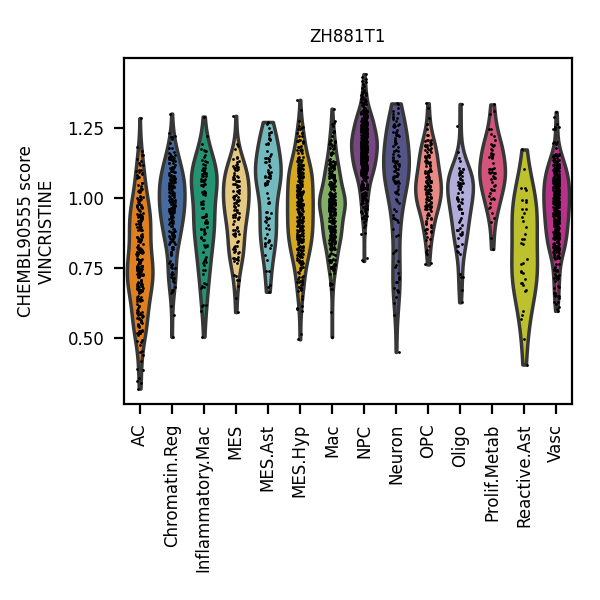 ZH881T1
CHEMBL90555 score
VINCRISTINE
1.25
1.00
0.75
0.50
AC
Chromatin.Reg
Inflammatory.Mac
MES
MES.Ast
MES.Hyp
Mac
NPC
Neuron
OPC
Oligo
Prolif.Metab
Reactive.Ast
Vasc